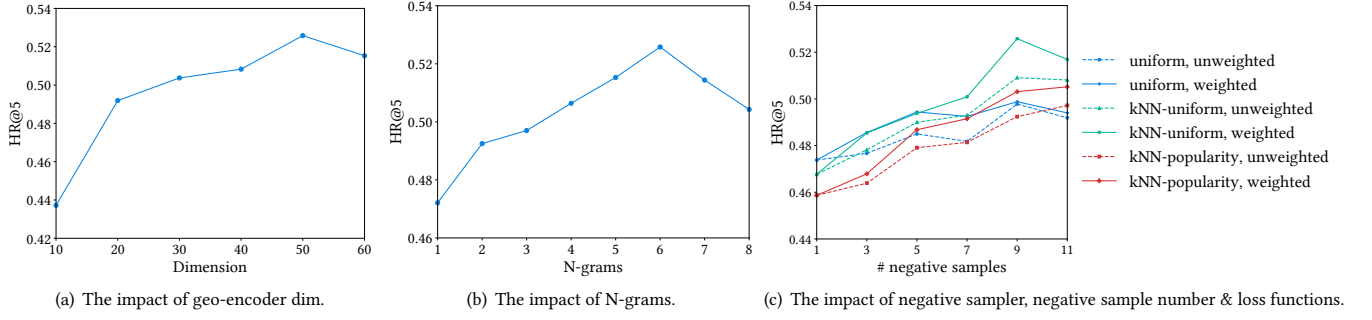 HR@5
0.54
0.52
0.50
0.48
0.46
0.44
0.42
10 20 30 40 50 60
Dimension
(a) The impact of geo-encoder dim.
HR@5
0.54
0.52
0.50
0.48
0.46
1 2 3 4 5 6 7 8
N-grams
(b) The impact of N-grams.
HR@5
0.54
0.52
0.50
0.48
0.46
0.44
1 3 5 7 9 11
# negative samples
uniform, unweighted
uniform, weighted
kNN-uniform, unweighted
kNN-uniform, weighted
kNN-popularity, unweighted
kNN-popularity, weighted
(c) The impact of negative sampler, negative sample number & loss functions.